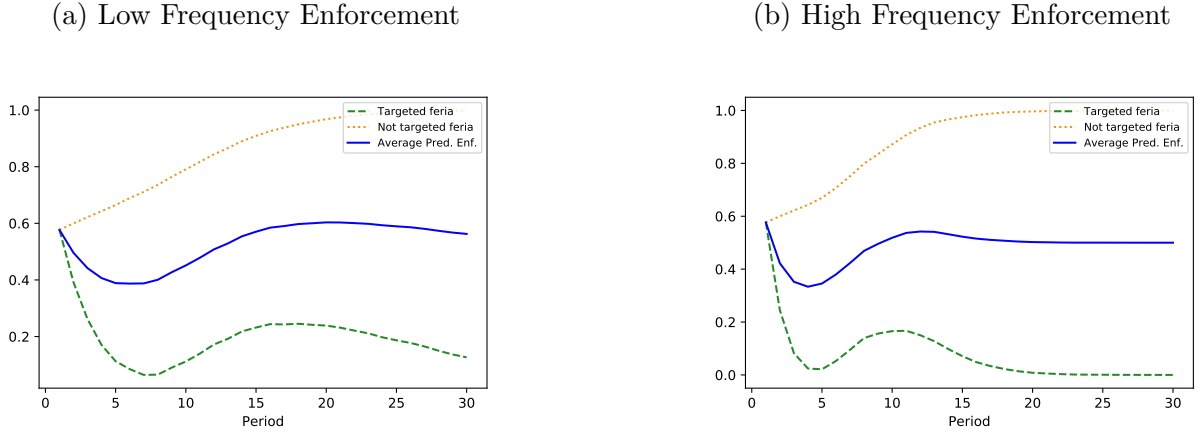 (a) Low Frequency Enforcement
1.0
0.8
0.6
0.4
0.2
0 5 10 15 20 25 30
Period
Targeted feria
Not targeted feria
Average Pred. Enf.
(b) High Frequency Enforcement
1.0
0.8
0.6
0.4
0.2
0.0
0 5 10 15 20 25 30
Period
Targeted feria
Not targeted feria
Average Pred. Enf.